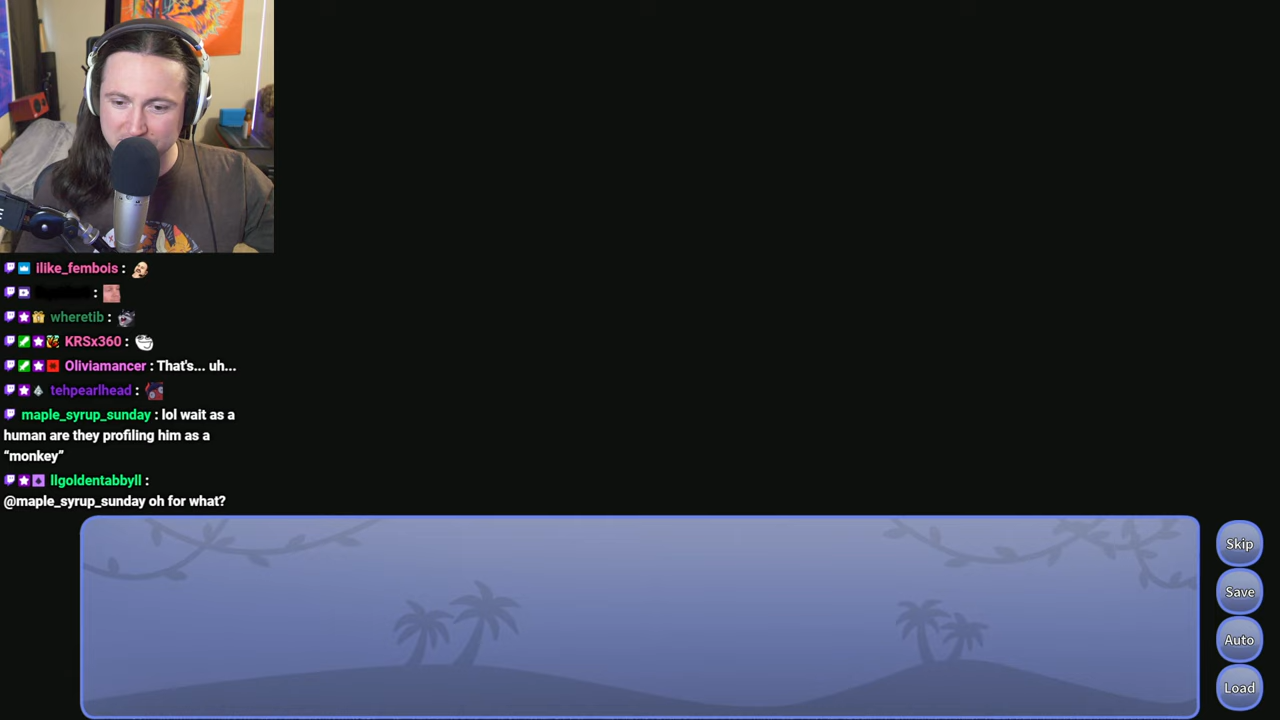 ilike_fembois :
:
wheretib :
KRSx360 :
Oliviamancer : That's... uh...
tehpearlhead :
maple_syrup_sunday : lol wait as a
human are they profiling him as a
“monkey”
llgoldentabbyll :
@maple_syrup_sunday oh for what?
Skip
Save
Auto
Load